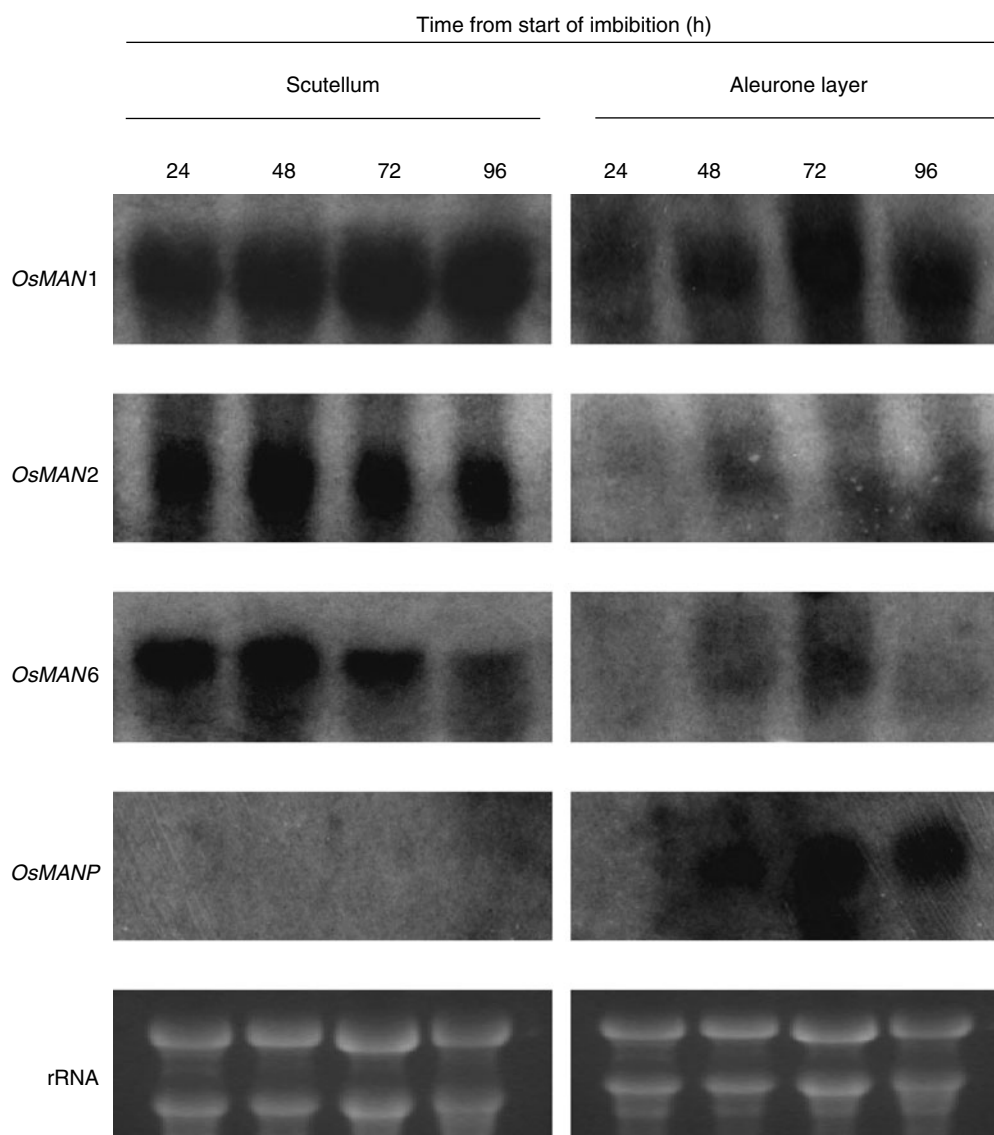 Time from start of imbibition (h)
Scutellum Aleurone layer
24 48 72 96 24 48 72 96
OsMAN1
OsMAN2
OsMAN6
OsMANP
rRNA